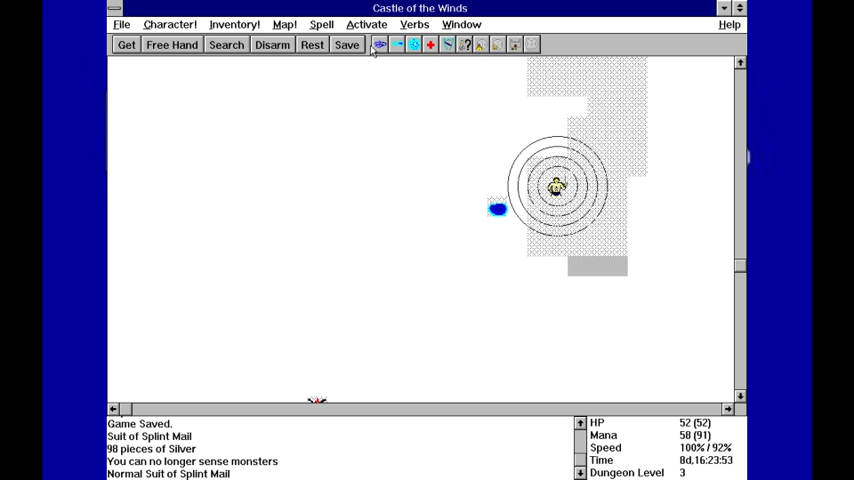 Castle of the Winds
File Character! Inventory! Map! Spell Activate Verbs Window Help
Get Free Hand Search Disarm Rest Save
Game Saved.
Suit of Splint Mail
98 pieces of Silver
You can no longer sense monsters
Normal Suit of Splint Mail
HP 52 (52)
Mana 58 (91)
Speed 100% / 92%
Time 8d,16:23:53
Dungeon Level 3